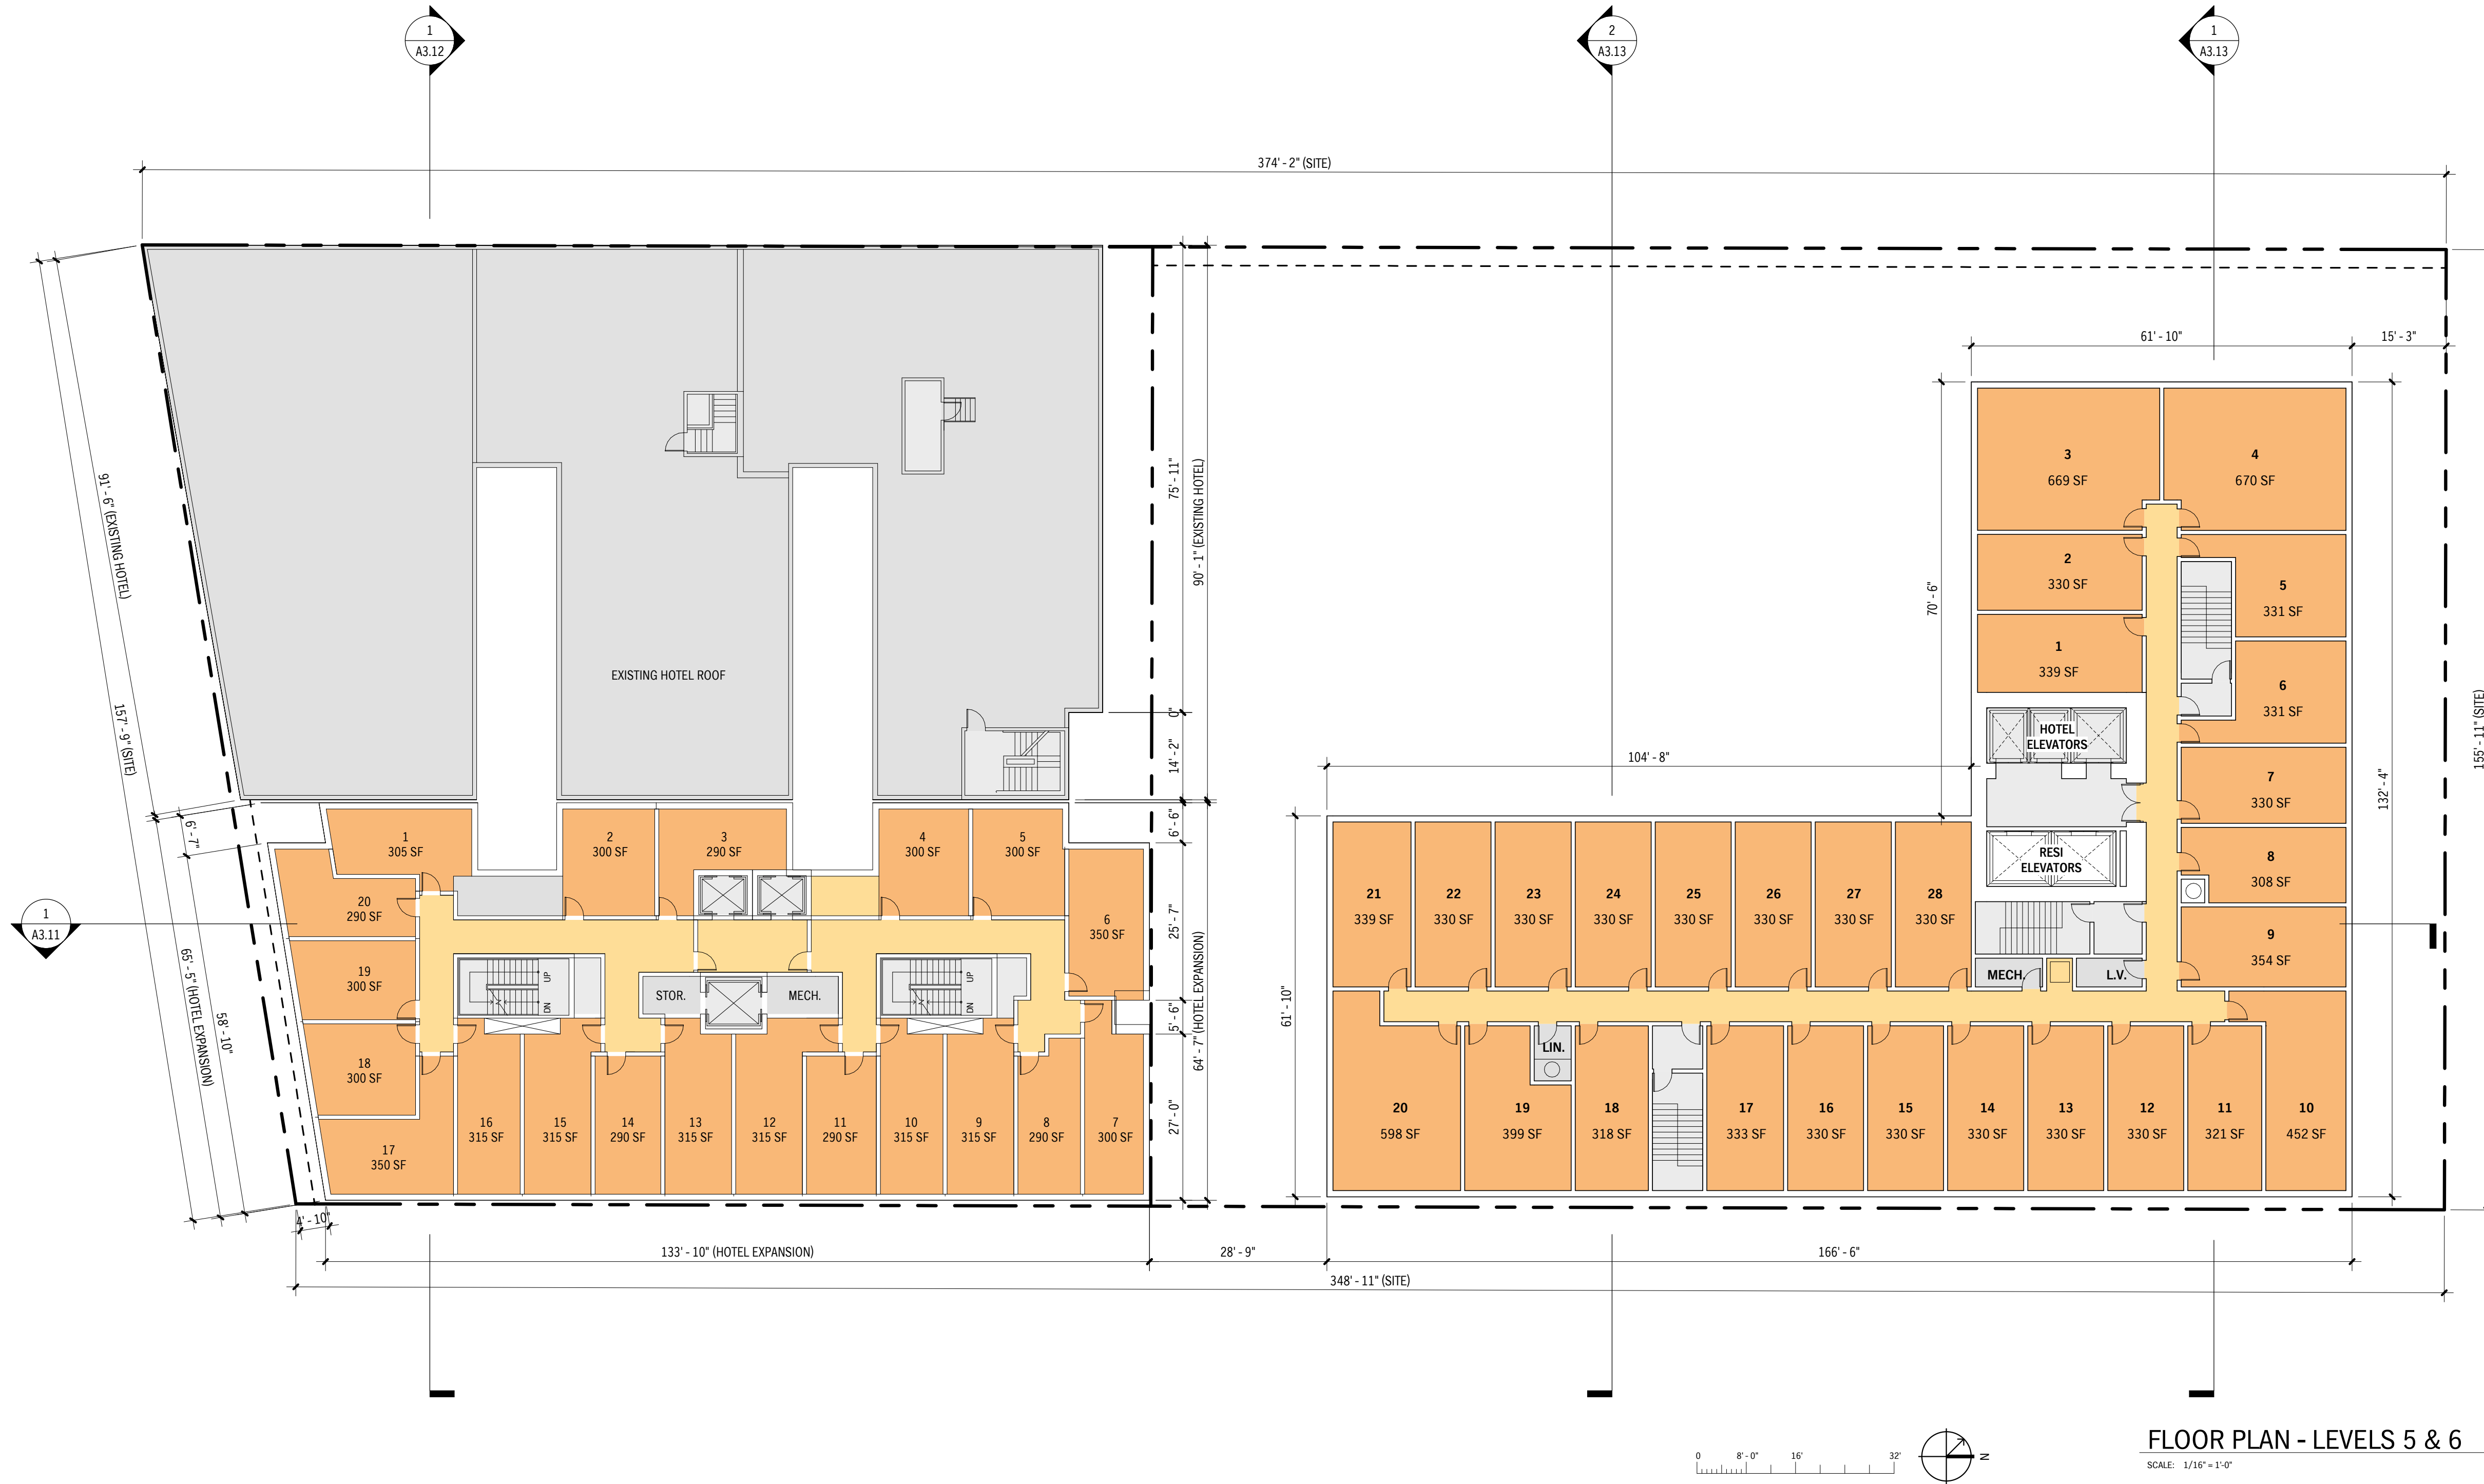 1
A3.12
2
A3.13
1
A3.13
374' - 2" (SITE)
61' - 10"
15' - 3"
91' - 6" (EXISTING HOTEL)
157' - 9" (SITE)
75' - 11"
90' - 1" (EXISTING HOTEL)
0"
14' - 2"
70' - 6"
132' - 4"
155' - 11" (SITE)
EXISTING HOTEL ROOF
3
669 SF
4
670 SF
2
330 SF
5
331 SF
1
339 SF
6
331 SF
HOTEL
ELEVATORS
7
330 SF
104' - 8"
RESI
ELEVATORS
8
308 SF
9
354 SF
MECH.
L.V.
6' - 7"
6' - 6"
1
305 SF
2
300 SF
3
290 SF
4
300 SF
5
300 SF
20
290 SF
6
350 SF
25' - 7"
1
A3.11
19
300 SF
UP
DN
STOR.
MECH.
UP
DN
5' - 6"
64' - 7" (HOTEL EXPANSION)
58' - 10"
65' - 5" (HOTEL EXPANSION)
18
300 SF
17
350 SF
16
315 SF
15
315 SF
14
290 SF
13
315 SF
12
315 SF
11
290 SF
10
315 SF
9
315 SF
8
290 SF
7
300 SF
27' - 0"
4' - 10"
61' - 10"
21
339 SF
22
330 SF
23
330 SF
24
330 SF
25
330 SF
26
330 SF
27
330 SF
28
330 SF
LIN.
20
598 SF
19
399 SF
18
318 SF
17
333 SF
16
330 SF
15
330 SF
14
330 SF
13
330 SF
12
330 SF
11
321 SF
10
452 SF
133' - 10" (HOTEL EXPANSION)
28' - 9"
166' - 6"
348' - 11" (SITE)
0
8' - 0"
16'
32'
N
FLOOR PLAN - LEVELS 5 & 6
SCALE: 1/16" = 1'-0"